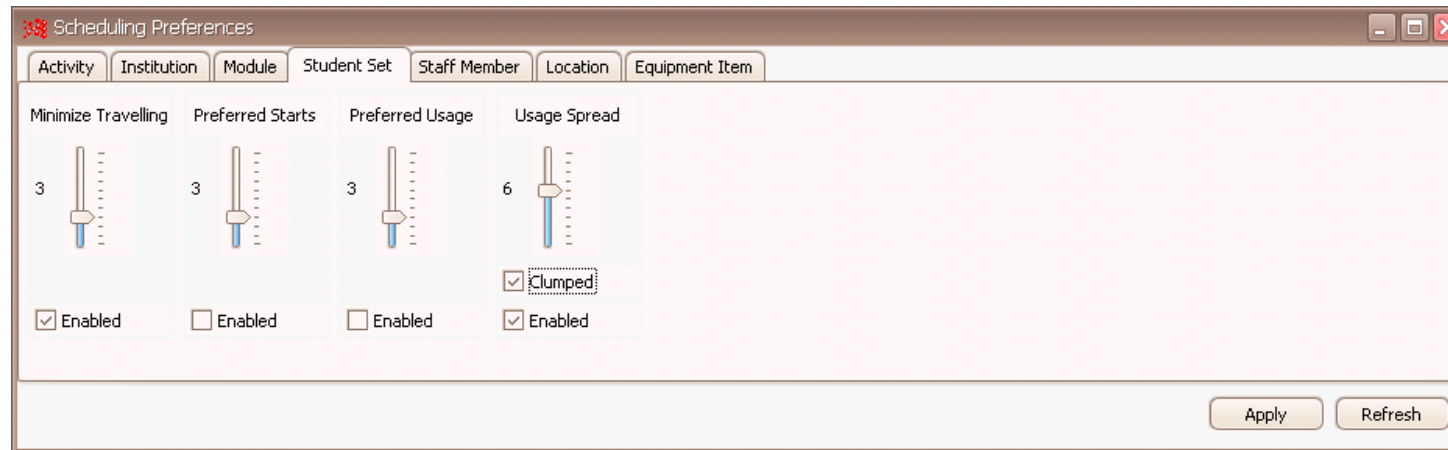 Scheduling Preferences
Activity Institution Module Student Set Staff Member Location Equipment Item
Minimize Travelling Preferred Starts Preferred Usage Usage Spread
3 3 3 6
Clumped
Enabled Enabled Enabled Enabled
Apply Refresh